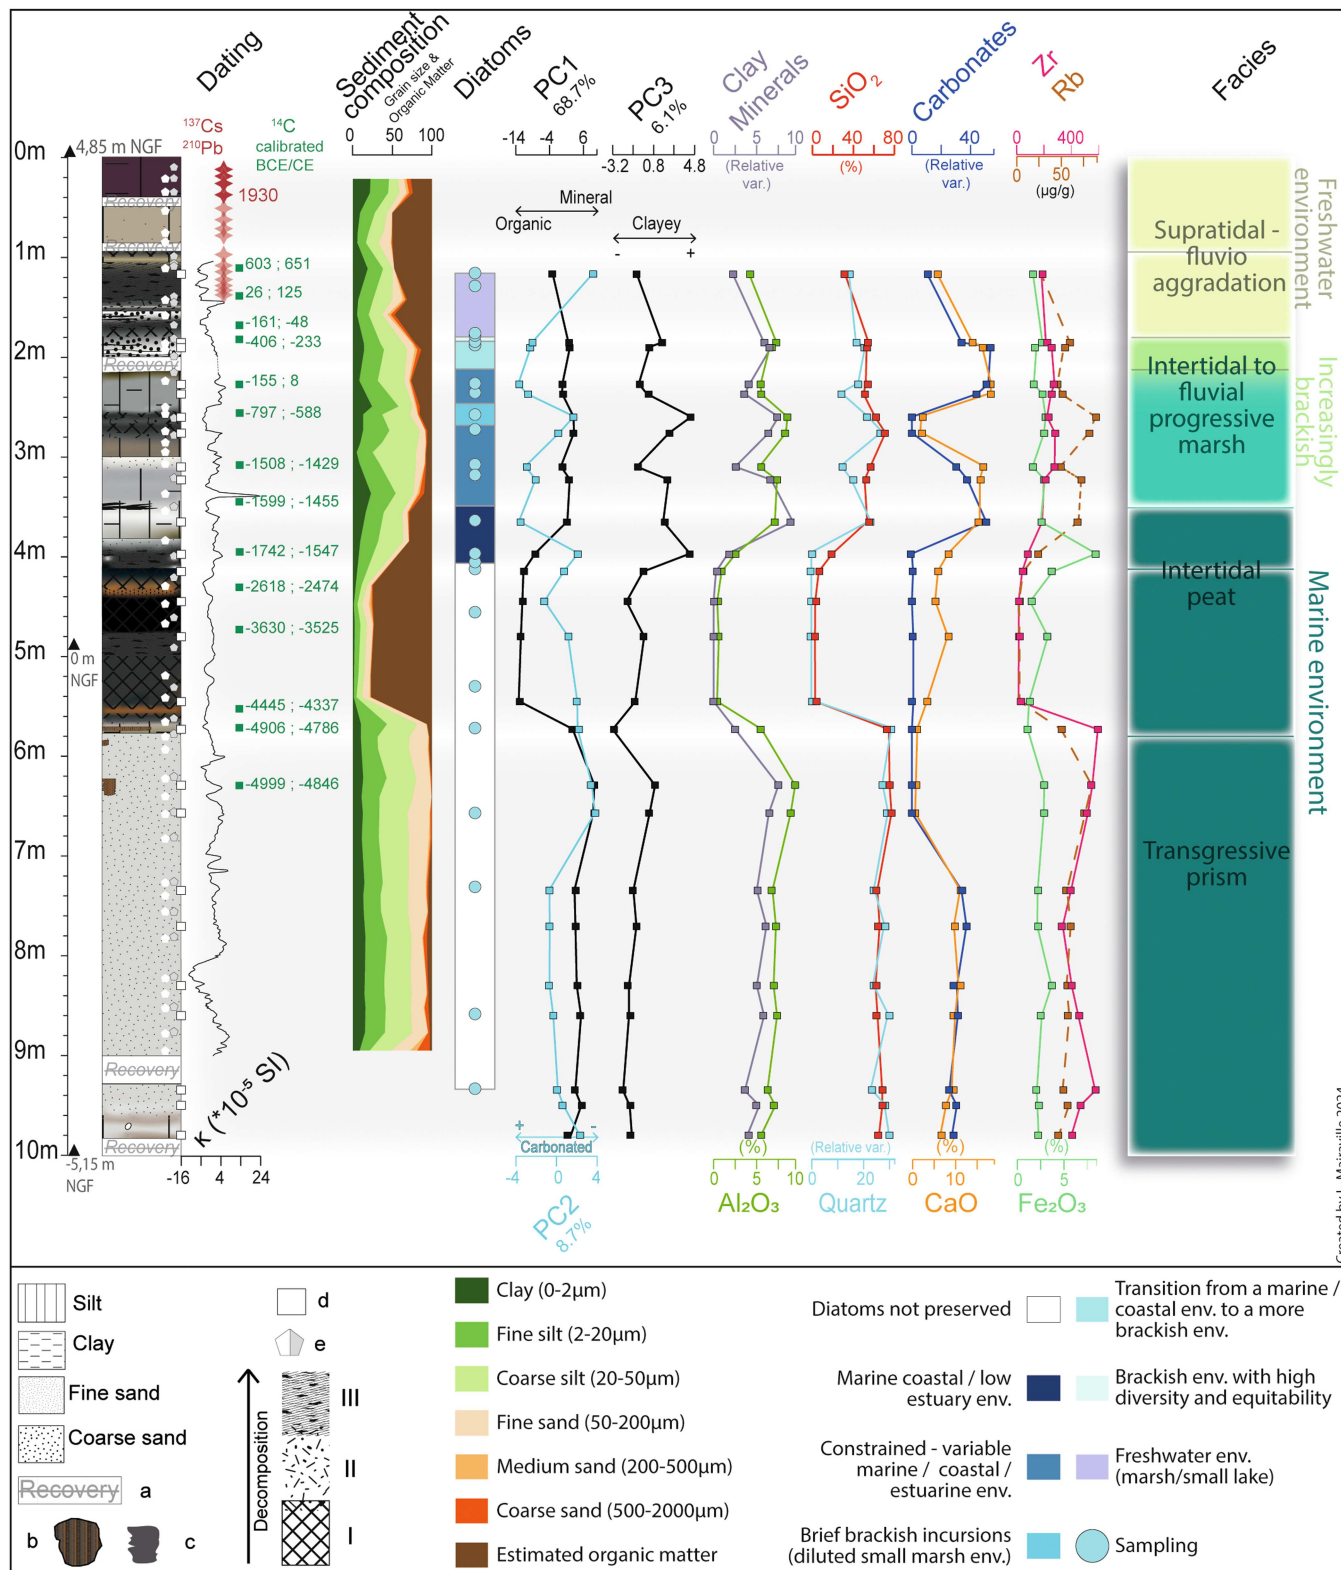 Dating
Sediment
composition
Grain size &
Organic Matter
Diatoms
PC1
68.7%
PC3
6.1%
Clay
Minerals
SiO₂
Carbonates
Zr
Rb
Facies
¹³⁷Cs
²¹⁰Pb
¹⁴C
calibrated
BCE/CE
0 50 100
-14 -4 6
-3.2 0.8 4.8
0 5 10
(Relative
var.)
0 40 80
(%)
0 40
(Relative
var.)
0 400
0 50
(µg/g)
4,85 m NGF
0m
1m
2m
3m
4m
5m
6m
7m
8m
9m
10m
0 m
NGF
-5,15 m
NGF
Recovery
Recovery
Recovery
Recovery
Recovery
1930
603 ; 651
26 ; 125
-161; -48
-406 ; -233
-155 ; 8
-797 ; -588
-1508 ; -1429
-1599 ; -1455
-1742 ; -1547
-2618 ; -2474
-3630 ; -3525
-4445 ; -4337
-4906 ; -4786
-4999 ; -4846
K (*10⁻⁵ SI)
-16 4 24
Mineral
Organic
Clayey
- +
+ -
Carbonated
-4 0 4
PC2
8.7%
(%)
0 5 10
Al₂O₃
(Relative var.)
0 20
Quartz
(%)
0 10
CaO
(%)
0 5
Fe₂O₃
Supratidal -
fluvio
aggradation
Intertidal to
fluvial
progressive
marsh
Intertidal
peat
Transgressive
prism
Freshwater
environment
Increasingly
brackish
Marine environment
Created by L. Mairaville 2024
Silt
Clay
Fine sand
Coarse sand
Recovery a
b c
d
e
Decomposition
III
II
I
Clay (0-2µm)
Fine silt (2-20µm)
Coarse silt (20-50µm)
Fine sand (50-200µm)
Medium sand (200-500µm)
Coarse sand (500-2000µm)
Estimated organic matter
Diatoms not preserved
Marine coastal / low
estuary env.
Constrained - variable
marine / coastal /
estuarine env.
Brief brackish incursions
(diluted small marsh env.)
Transition from a marine /
coastal env. to a more
brackish env.
Brackish env. with high
diversity and equitability
Freshwater env.
(marsh/small lake)
Sampling